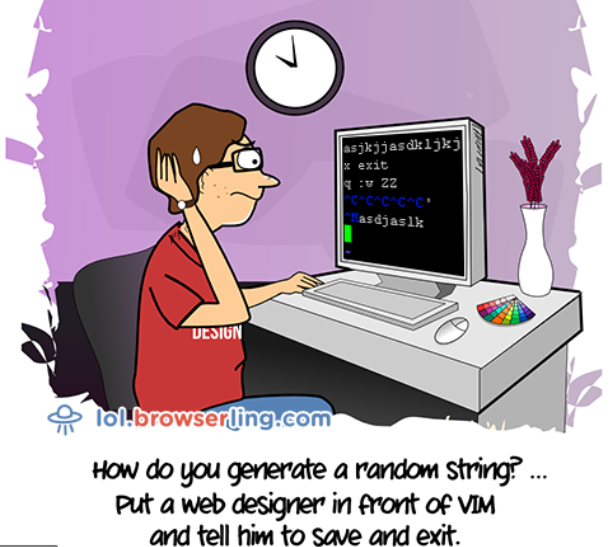 asjkjjasdkljkj
x exit
q :w ZZ
^C^C^C^C^C'
^Masdjaslk
~
DESIGN
lol.browserling.com
How do you generate a random string? ...
Put a web designer in front of VIM
and tell him to save and exit.